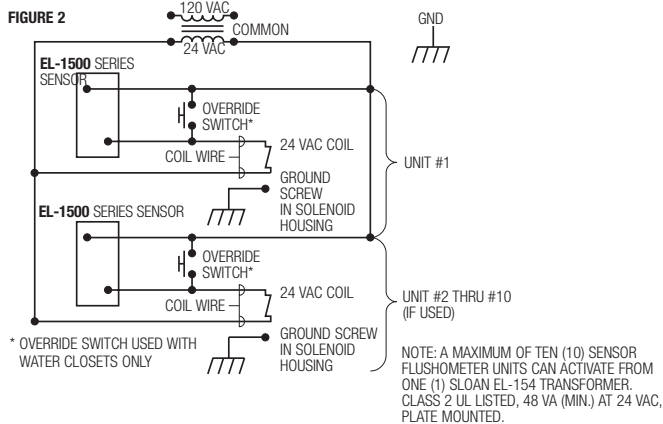 FIGURE 2
120 VAC
COMMON
24 VAC
GND
EL-1500 SERIES
SENSOR
OVERRIDE
SWITCH*
COIL WIRE
24 VAC COIL
GROUND
SCREW
IN SOLENOID
HOUSING
UNIT #1
EL-1500 SERIES SENSOR
OVERRIDE
SWITCH*
COIL WIRE
24 VAC COIL
GROUND SCREW
IN SOLENOID
HOUSING
UNIT #2 THRU #10
(IF USED)
* OVERRIDE SWITCH USED WITH
WATER CLOSETS ONLY
NOTE: A MAXIMUM OF TEN (10) SENSOR
FLUSHOMETER UNITS CAN ACTIVATE FROM
ONE (1) SLOAN EL-154 TRANSFORMER.
CLASS 2 UL LISTED, 48 VA (MIN.) AT 24 VAC,
PLATE MOUNTED.